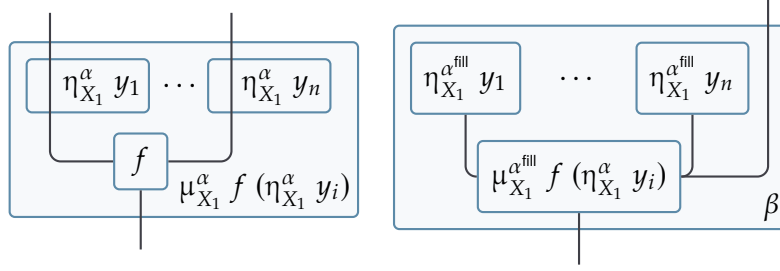 η^α_{X_1} y_1 ⋯ η^α_{X_1} y_n
f
μ^α_{X_1} f (η^α_{X_1} y_i)
η^{α^{fill}}_{X_1} y_1 ⋯ η^{α^{fill}}_{X_1} y_n
μ^{α^{fill}}_{X_1} f (η^α_{X_1} y_i)
β